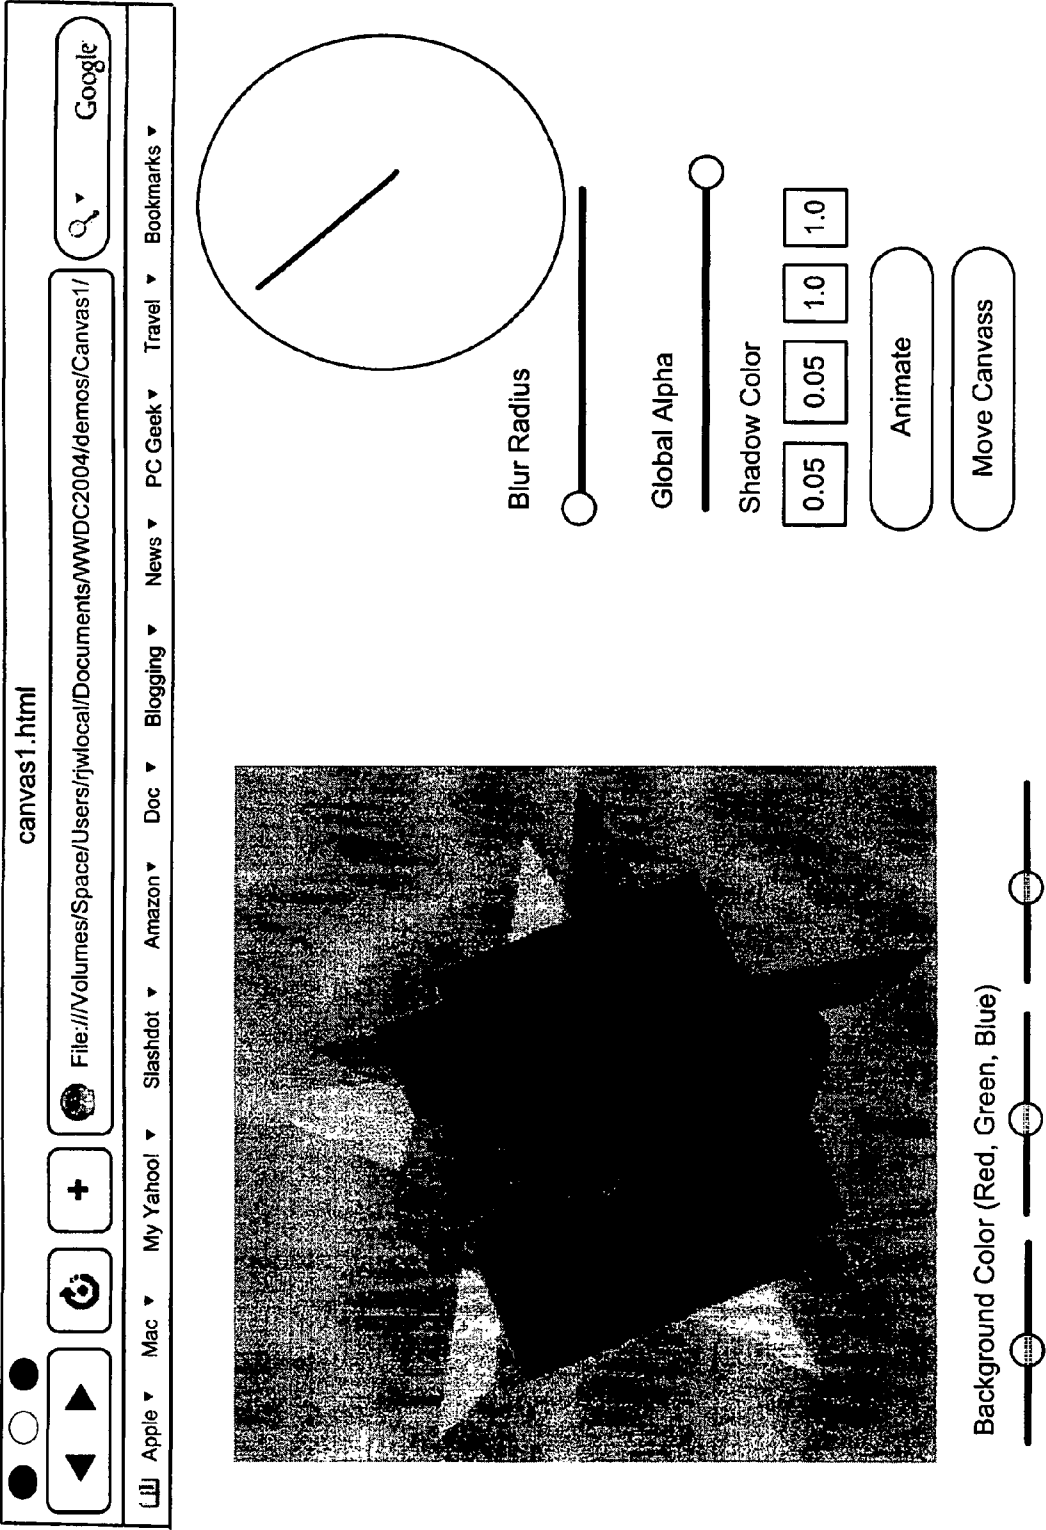 canvas1.html
File:///Volumes/Space/Users/rjwlocal/Documents/WWDC2004/demos/Canvas1/ Google
Apple Mac My Yahoo! Slashdot Amazon Doc Blogging News PC Geek Travel Bookmarks
Blur Radius
Global Alpha
Shadow Color
0.05 0.05 1.0 1.0
Animate
Move Canvass
Background Color (Red, Green, Blue)